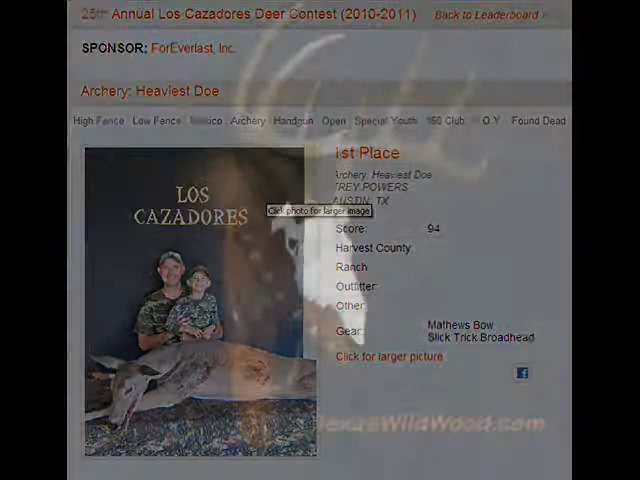 25th Annual Los Cazadores Deer Contest (2010-2011) Back to Leaderboard »
SPONSOR: ForEverlast, Inc.
Archery: Heaviest Doe
High Fence Low Fence Mexico Archery Handgun Open Special Youth 160 Club Y.O.Y. Found Dead
LOS
CAZADORES
1st Place
Archery: Heaviest Doe
TREY POWERS
AUSTIN, TX
Click photo for larger image
Score: 94
Harvest County:
Ranch
Outfitter
Other:
Gear: Mathews Bow
Slick Trick Broadhead
Click for larger picture
TexasWildWood.com